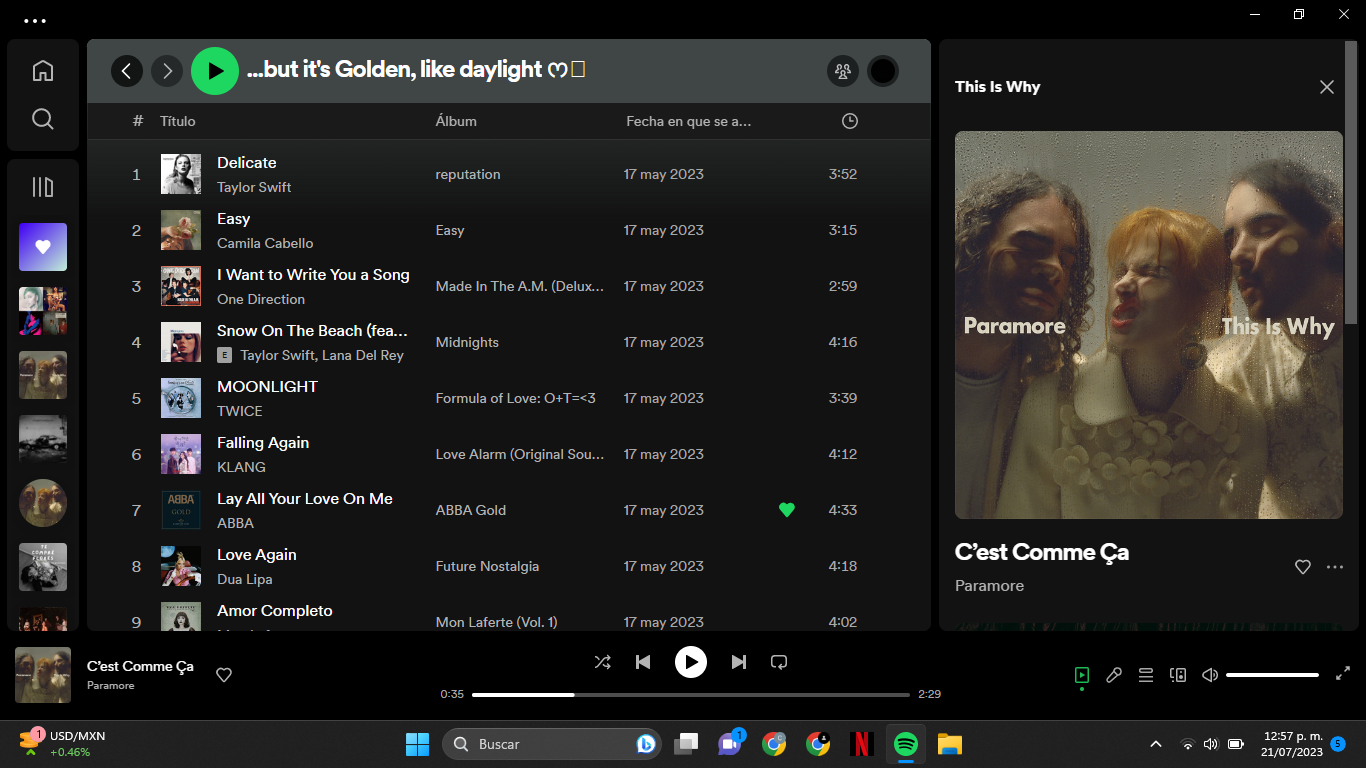 ...but it's Golden, like daylight ෆ
This Is Why
# Título Álbum Fecha en que se a...
1 Delicate reputation 17 may 2023 3:52
Taylor Swift
2 Easy Easy 17 may 2023 3:15
Camila Cabello
3 I Want to Write You a Song Made In The A.M. (Delux... 17 may 2023 2:59
One Direction
4 Snow On The Beach (fea... Midnights 17 may 2023 4:16
E Taylor Swift, Lana Del Rey
5 MOONLIGHT Formula of Love: O+T=<3 17 may 2023 3:39
TWICE
6 Falling Again Love Alarm (Original Sou... 17 may 2023 4:12
KLANG
7 Lay All Your Love On Me ABBA Gold 17 may 2023 4:33
ABBA
8 Love Again Future Nostalgia 17 may 2023 4:18
Dua Lipa
9 Amor Completo Mon Laferte (Vol. 1) 17 may 2023 4:02
ABBA
GOLD
TE
COMPRÉ
FLORES
Paramore This Is Why
C'est Comme Ça
Paramore
C'est Comme Ça
Paramore
0:35 2:29
1 USD/MXN
+0.46%
Buscar
1
12:57 p. m.
21/07/2023
5